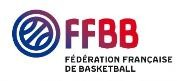 FFBB
FÉDÉRATION FRANÇAISE
DE BASKETBALL